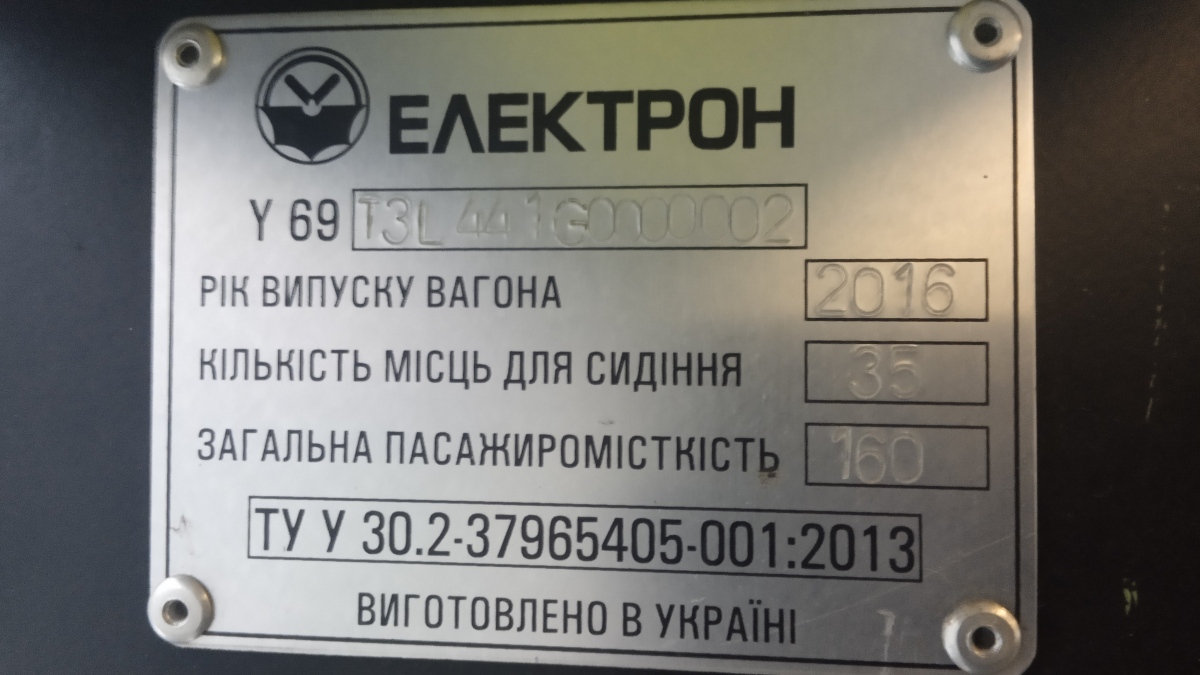 ЕЛЕКТРОН
Y 69 T3L441G0000002
РІК ВИПУСКУ ВАГОНА 2016
КІЛЬКІСТЬ МІСЦЬ ДЛЯ СИДІННЯ 35
ЗАГАЛЬНА ПАСАЖИРОМІСТКІСТЬ 160
ТУ У 30.2-37965405-001:2013
ВИГОТОВЛЕНО В УКРАЇНІ